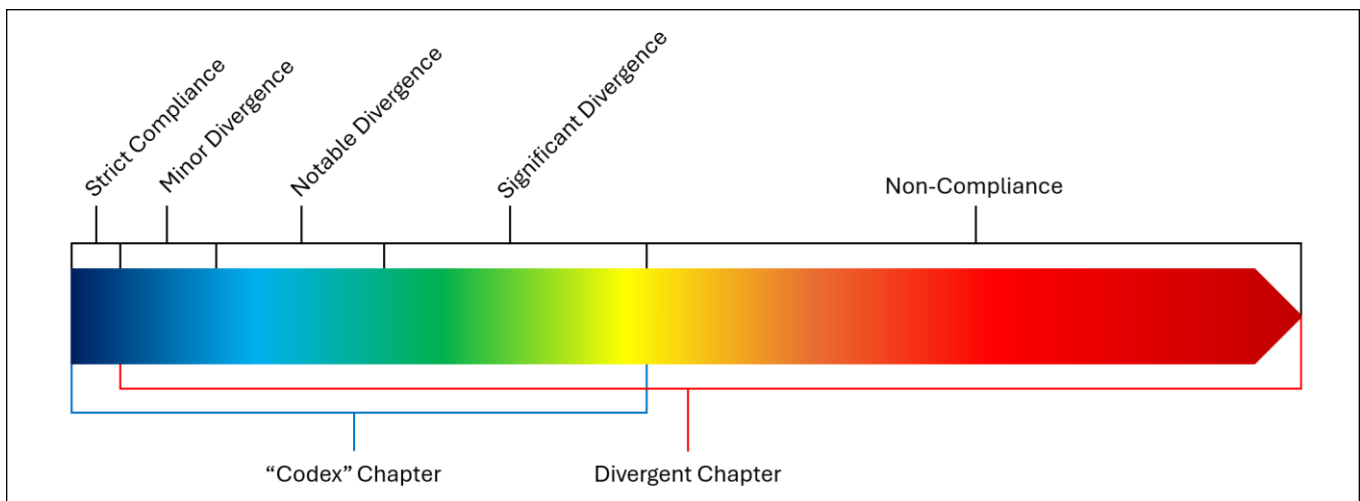 Strict Compliance
Minor Divergence
Notable Divergence
Significant Divergence
Non-Compliance
“Codex” Chapter
Divergent Chapter